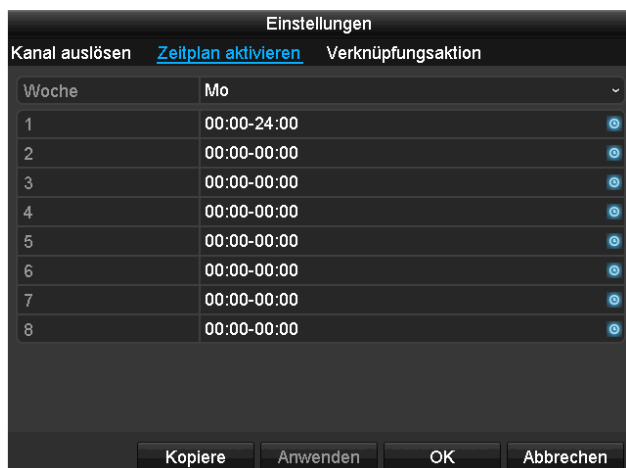 Einstellungen
Kanal auslösen Zeitplan aktivieren Verknüpfungsaktion
Woche Mo
1 00:00-24:00
2 00:00-00:00
3 00:00-00:00
4 00:00-00:00
5 00:00-00:00
6 00:00-00:00
7 00:00-00:00
8 00:00-00:00
Kopiere Anwenden OK Abbrechen